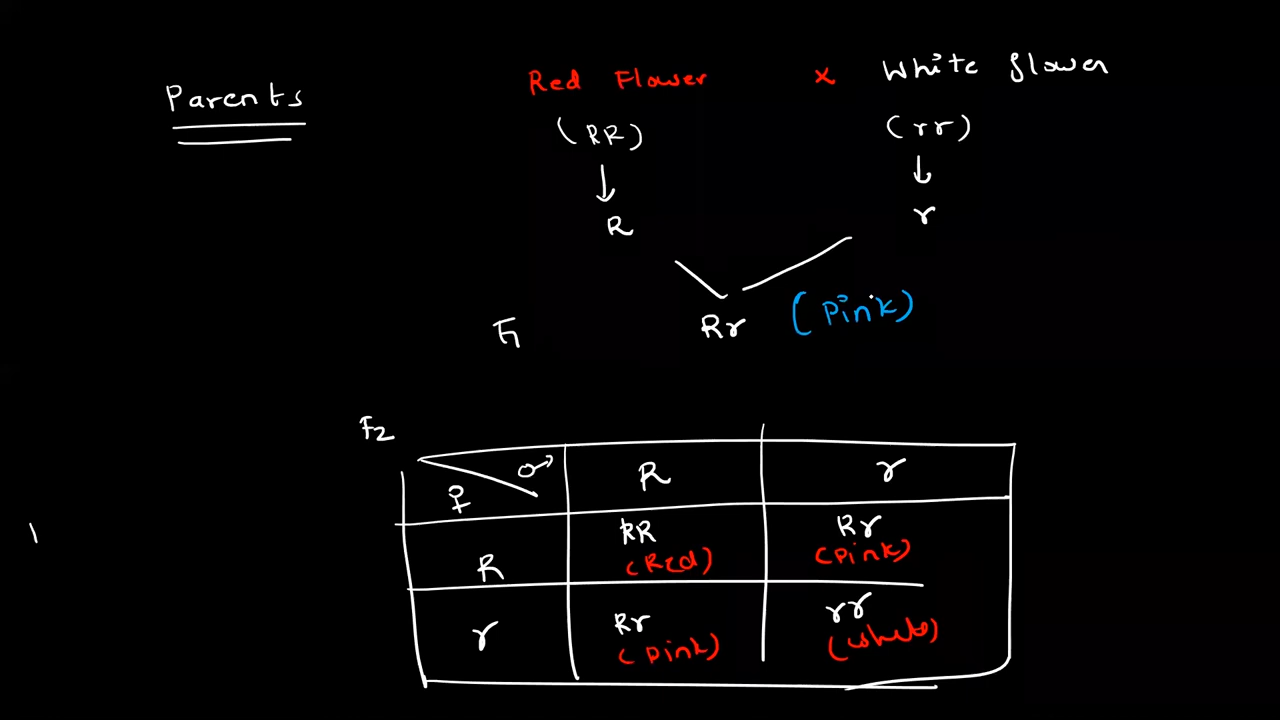 Parents
Red Flower x White flower
(RR) (rr)
R r
F1 Rr (Pink)
F2
♀ ♂ R r
R RR (Red) Rr (Pink)
r Rr (Pink) rr (White)